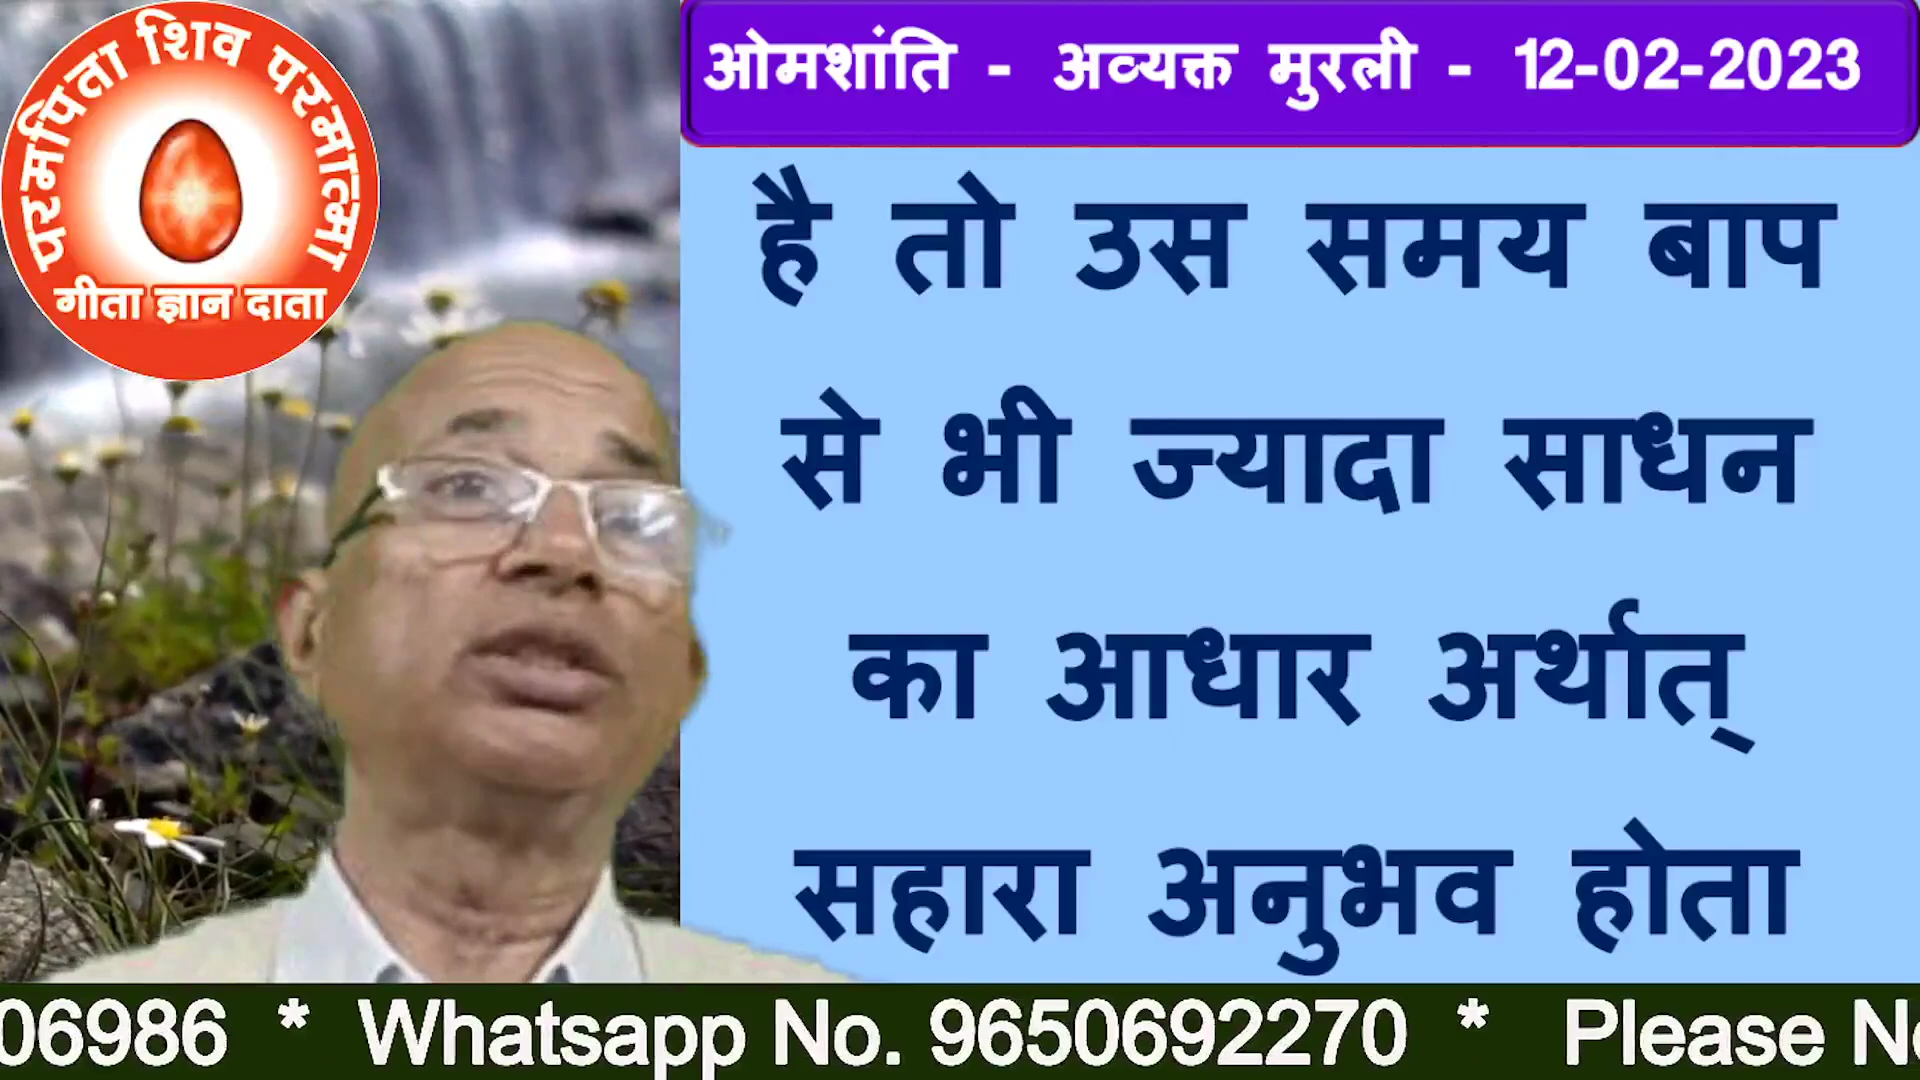 परमपिता शिव परमात्मा
गीता ज्ञान दाता
ओमशांति - अव्यक्त मुरली - 12-02-2023
है तो उस समय बाप
से भी ज्यादा साधन
का आधार अर्थात्
सहारा अनुभव होता
06986 * Whatsapp No. 9650692270 * Please